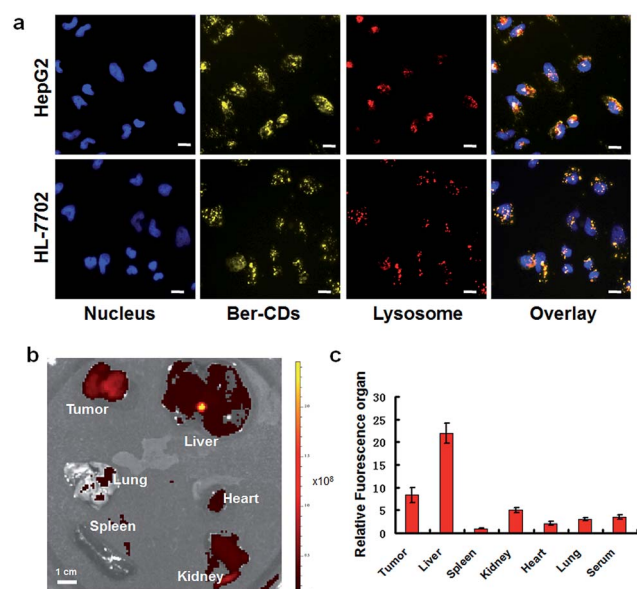 a
HepG2
HL-7702
Nucleus
Ber-CDs
Lysosome
Overlay
b
Tumor
Liver
Lung
Heart
Spleen
Kidney
1 cm
x10⁸
c
Relative Fluorescence organ
30
25
20
15
10
5
0
Tumor
Liver
Spleen
Kidney
Heart
Lung
Serum